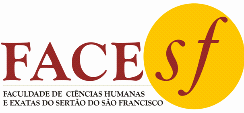 FACE sf
FACULDADE DE CIÊNCIAS HUMANAS
E EXATAS DO SERTÃO DO SÃO FRANCISCO